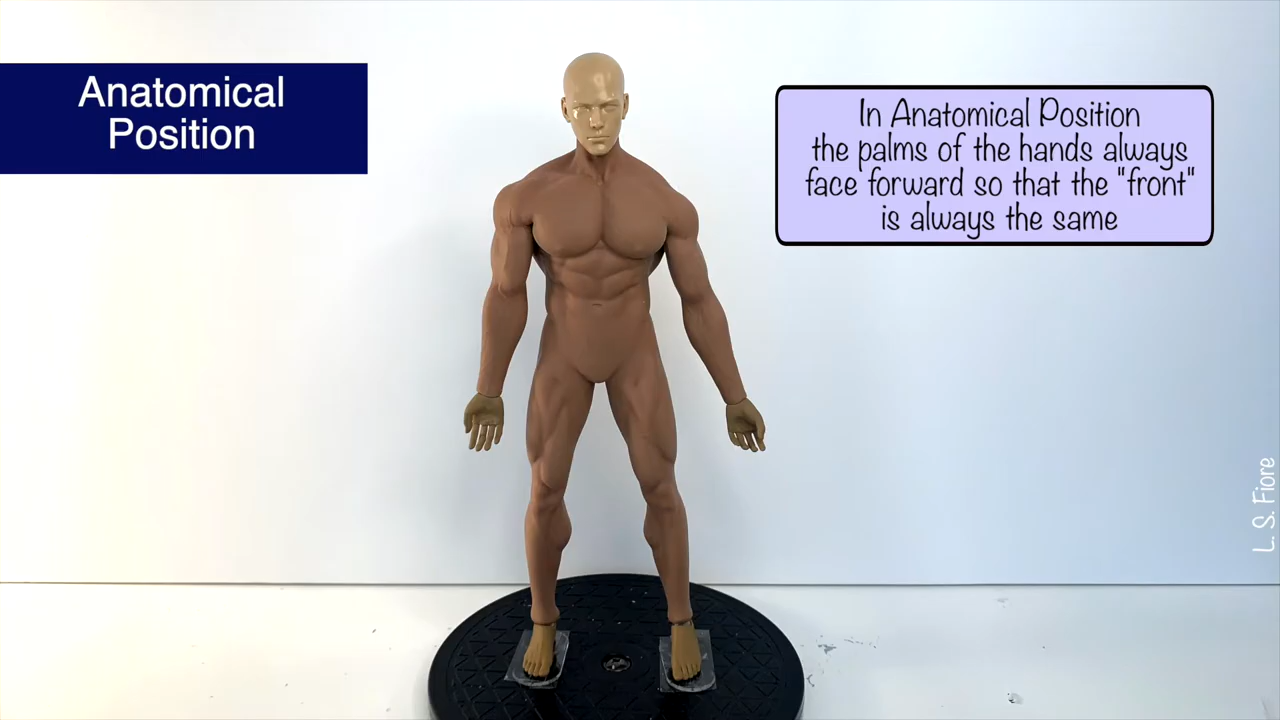 Anatomical
Position
In Anatomical Position
the palms of the hands always
face forward so that the "front"
is always the same
L. S. Fiore